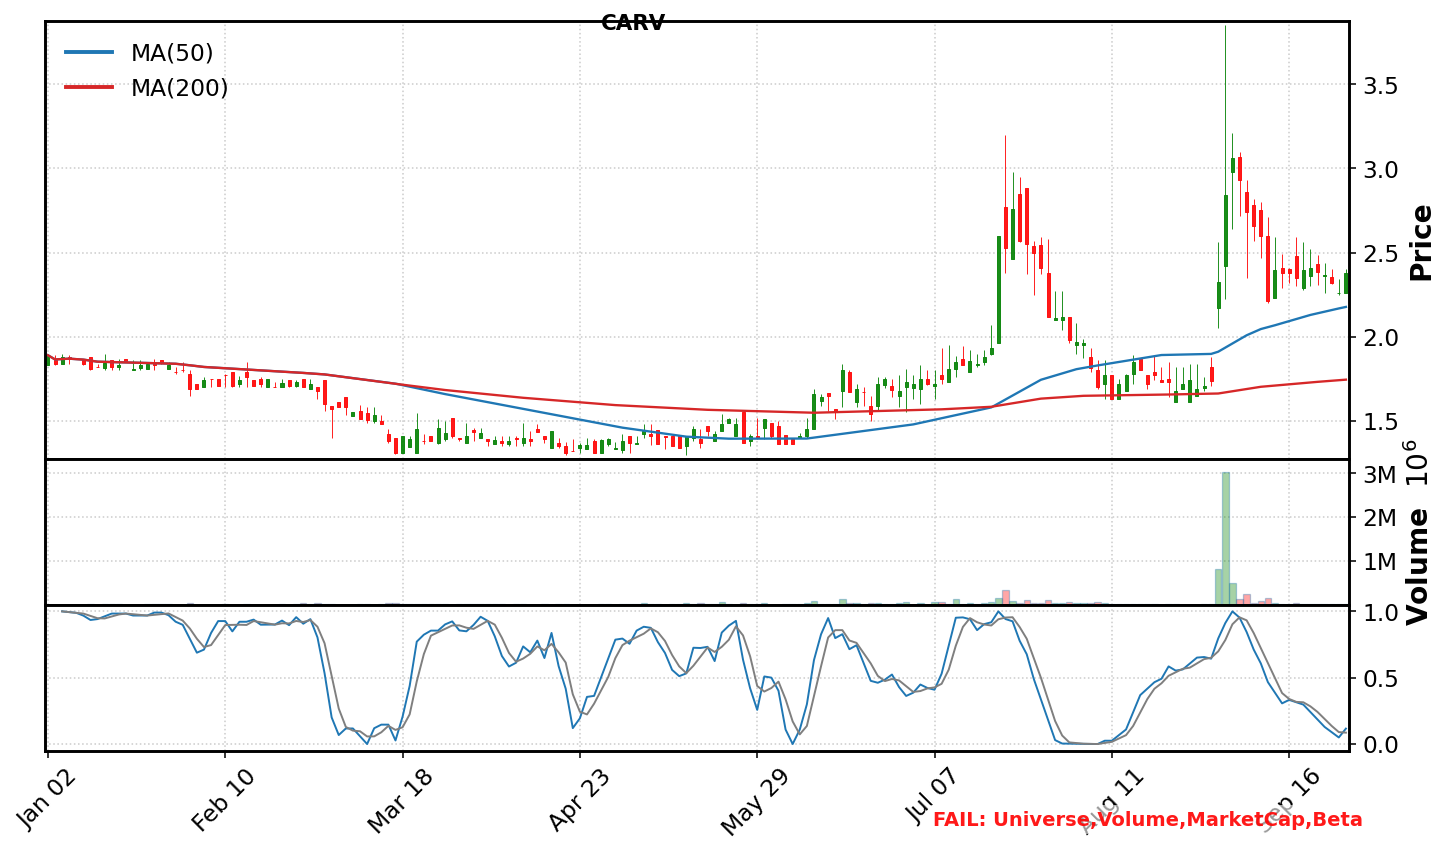 CARV
MA(50)
MA(200)
3.5
3.0
2.5
2.0
1.5
Price
3M
2M
1M
Volume 10^6
1.0
0.5
0.0
Jan 02
Feb 10
Mar 18
Apr 23
May 29
Jul 07
Aug 11
Sep 16
FAIL: Universe,Volume,MarketCap,Beta